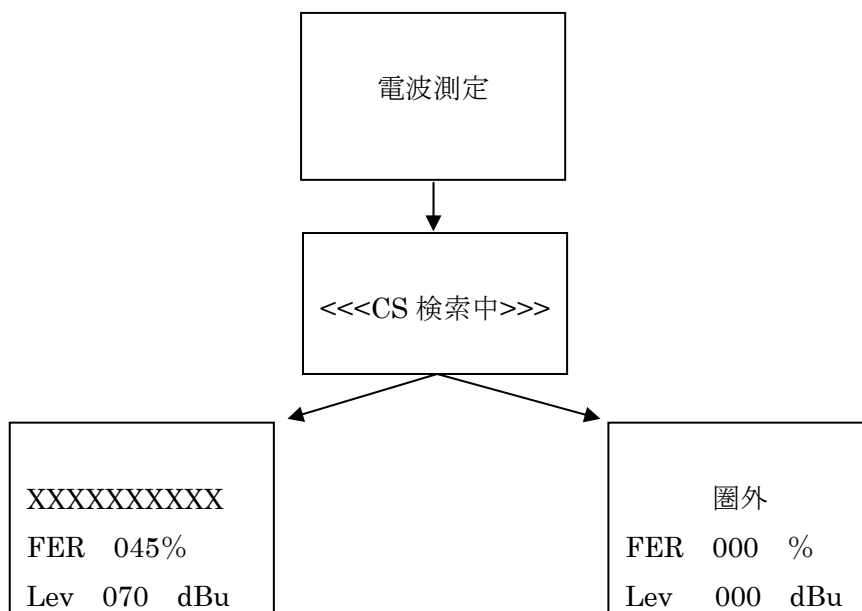 電波測定
<<<CS 検索中>>>
XXXXXXXXXX
FER 045%
Lev 070 dBu
圏外
FER 000 %
Lev 000 dBu